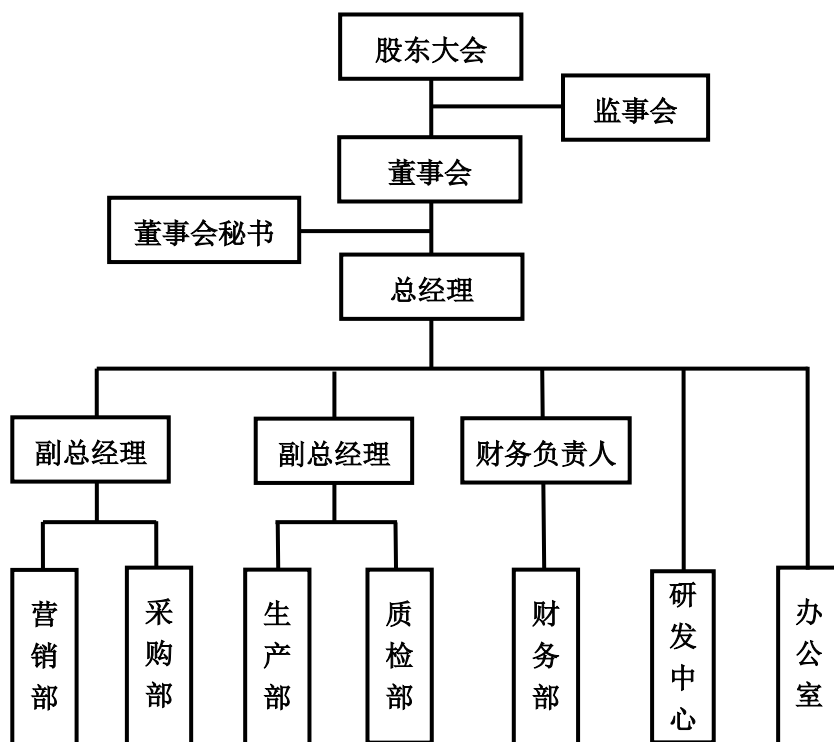 股东大会
监事会
董事会
董事会秘书
总经理
副总经理
副总经理
财务负责人
营销部
采购部
生产部
质检部
财务部
研发中心
办公室